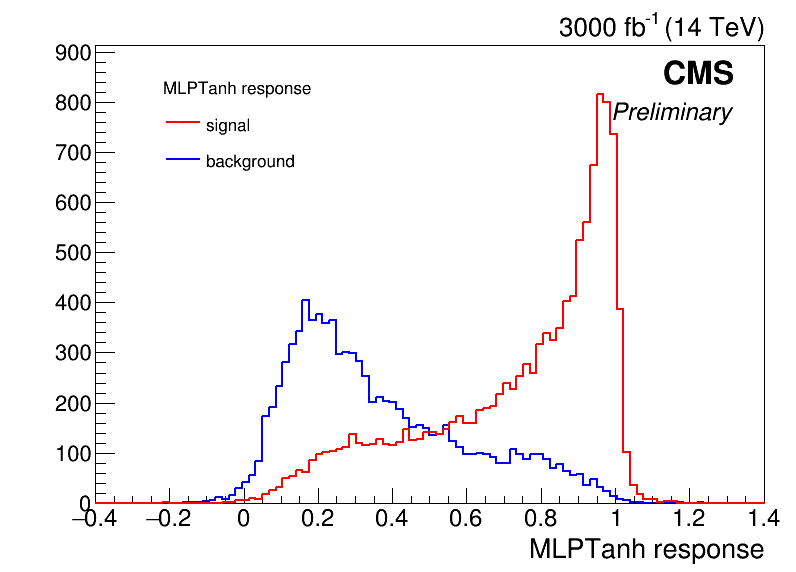 3000 fb-1 (14 TeV)
CMS
Preliminary
MLPTanh response
signal
background
900
800
700
600
500
400
300
200
100
0
−0.4 −0.2 0 0.2 0.4 0.6 0.8 1 1.2 1.4
MLPTanh response